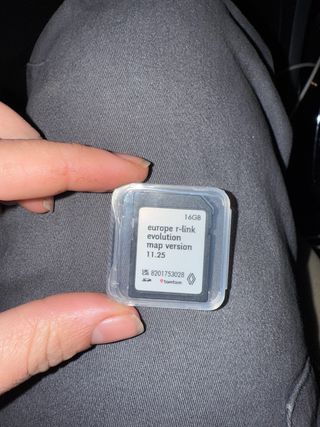 16GB
europe r-link
evolution
map version
11.25
8201753028
tomtom